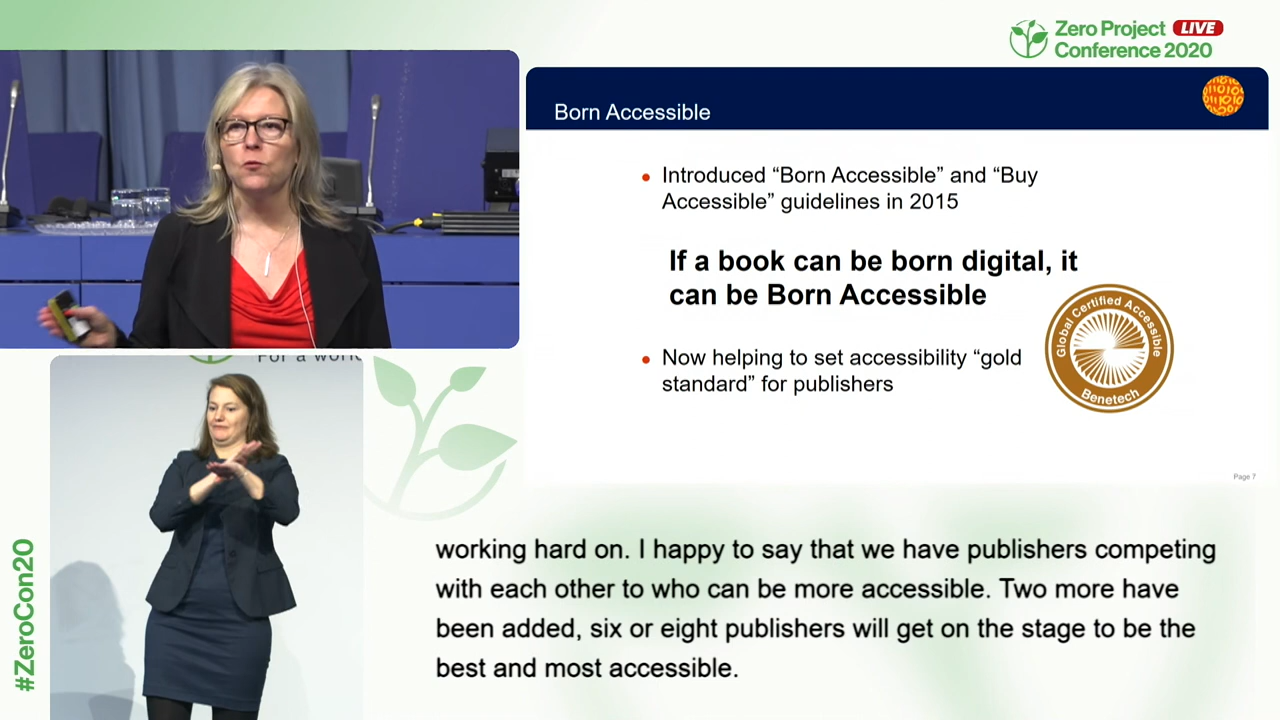 Zero Project LIVE
Conference 2020
Born Accessible
Introduced “Born Accessible” and “Buy
Accessible” guidelines in 2015
If a book can be born digital, it
can be Born Accessible
Now helping to set accessibility “gold
standard” for publishers
Global Certified Accessible
Benetech
Page 7
For a
#ZeroCon20
working hard on. I happy to say that we have publishers competing
with each other to who can be more accessible. Two more have
been added, six or eight publishers will get on the stage to be the
best and most accessible.